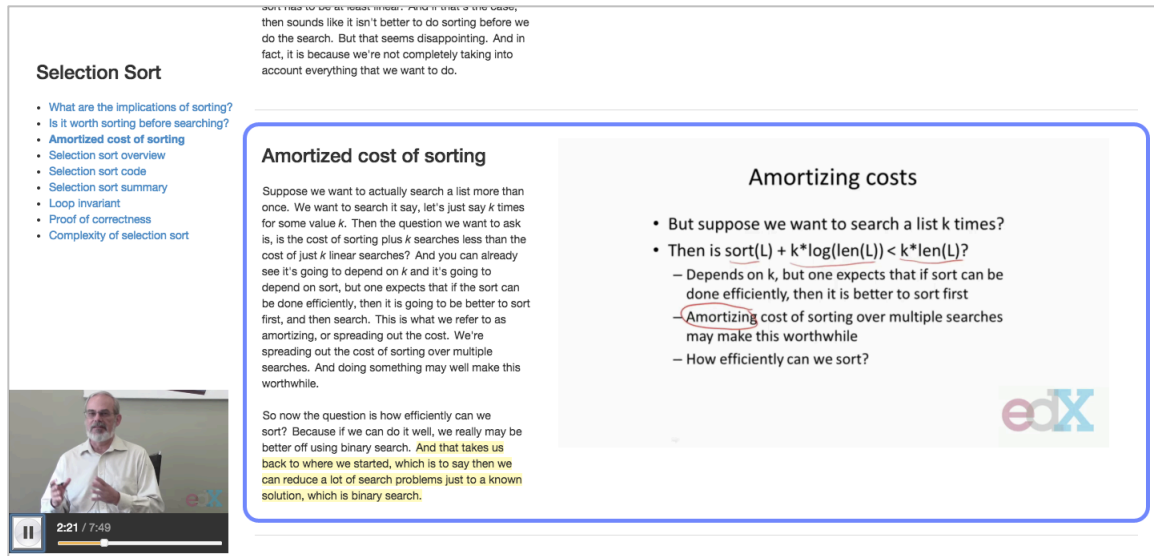 sort has to be at least linear. And if that's the case,
then sounds like it isn't better to do sorting before we
do the search. But that seems disappointing. And in
fact, it is because we're not completely taking into
account everything that we want to do.
Selection Sort
• What are the implications of sorting?
• Is it worth sorting before searching?
• Amortized cost of sorting
• Selection sort overview
• Selection sort code
• Selection sort summary
• Loop invariant
• Proof of correctness
• Complexity of selection sort
Amortized cost of sorting
Suppose we want to actually search a list more than
once. We want to search it say, let's just say k times
for some value k. Then the question we want to ask
is, is the cost of sorting plus k searches less than the
cost of just k linear searches? And you can already
see it's going to depend on k and it's going to
depend on sort, but one expects that if the sort can
be done efficiently, then it is going to be better to sort
first, and then search. This is what we refer to as
amortizing, or spreading out the cost. We're
spreading out the cost of sorting over multiple
searches. And doing something may well make this
worthwhile.
So now the question is how efficiently can we
sort? Because if we can do it well, we really may be
better off using binary search. And that takes us
back to where we started, which is to say then we
can reduce a lot of search problems just to a known
solution, which is binary search.
Amortizing costs
• But suppose we want to search a list k times?
• Then is sort(L) + k*log(len(L)) < k*len(L)?
– Depends on k, but one expects that if sort can be
done efficiently, then it is better to sort first
– Amortizing cost of sorting over multiple searches
may make this worthwhile
– How efficiently can we sort?
edX
edX
2:21 / 7:49